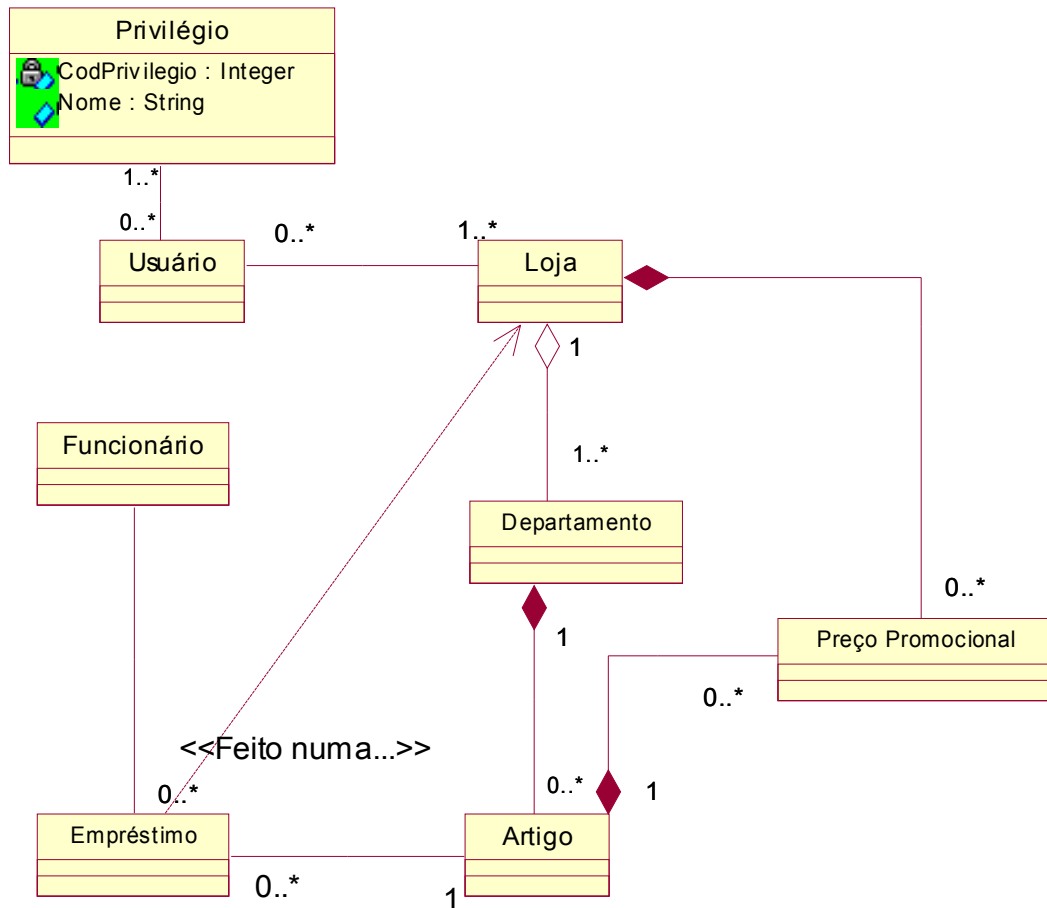 Privilégio
CodPrivilegio : Integer
Nome : String
1..*
0..*
Usuário
0..*
1..*
Loja
1
Funcionário
1..*
Departamento
1
0..*
Preço Promocional
0..*
<<Feito numa...>>
0..*
0..*
1
Empréstimo
Artigo
0..*
1